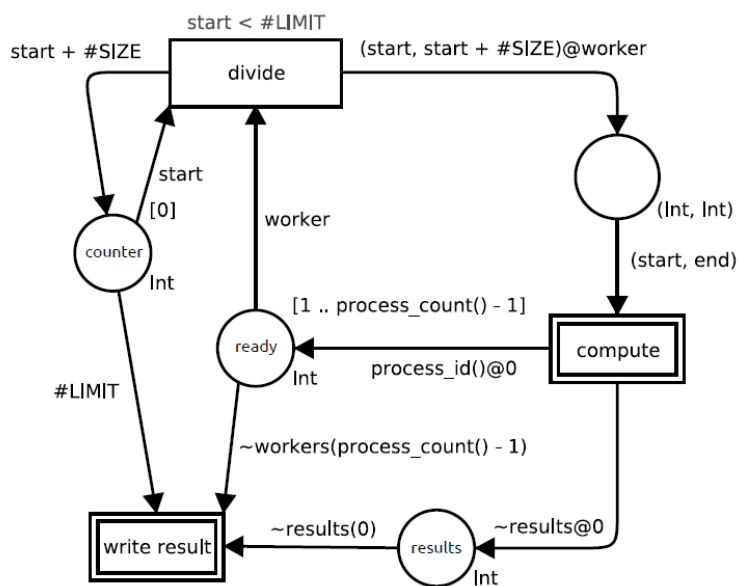 start < #LIMIT
start + #SIZE
divide
(start, start + #SIZE)@worker
start
[0]
counter
Int
worker
(Int, Int)
(start, end)
[1 .. process_count() - 1]
ready
Int
process_id()@0
compute
#LIMIT
~workers(process_count() - 1)
write result
~results(0)
results
Int
~results@0